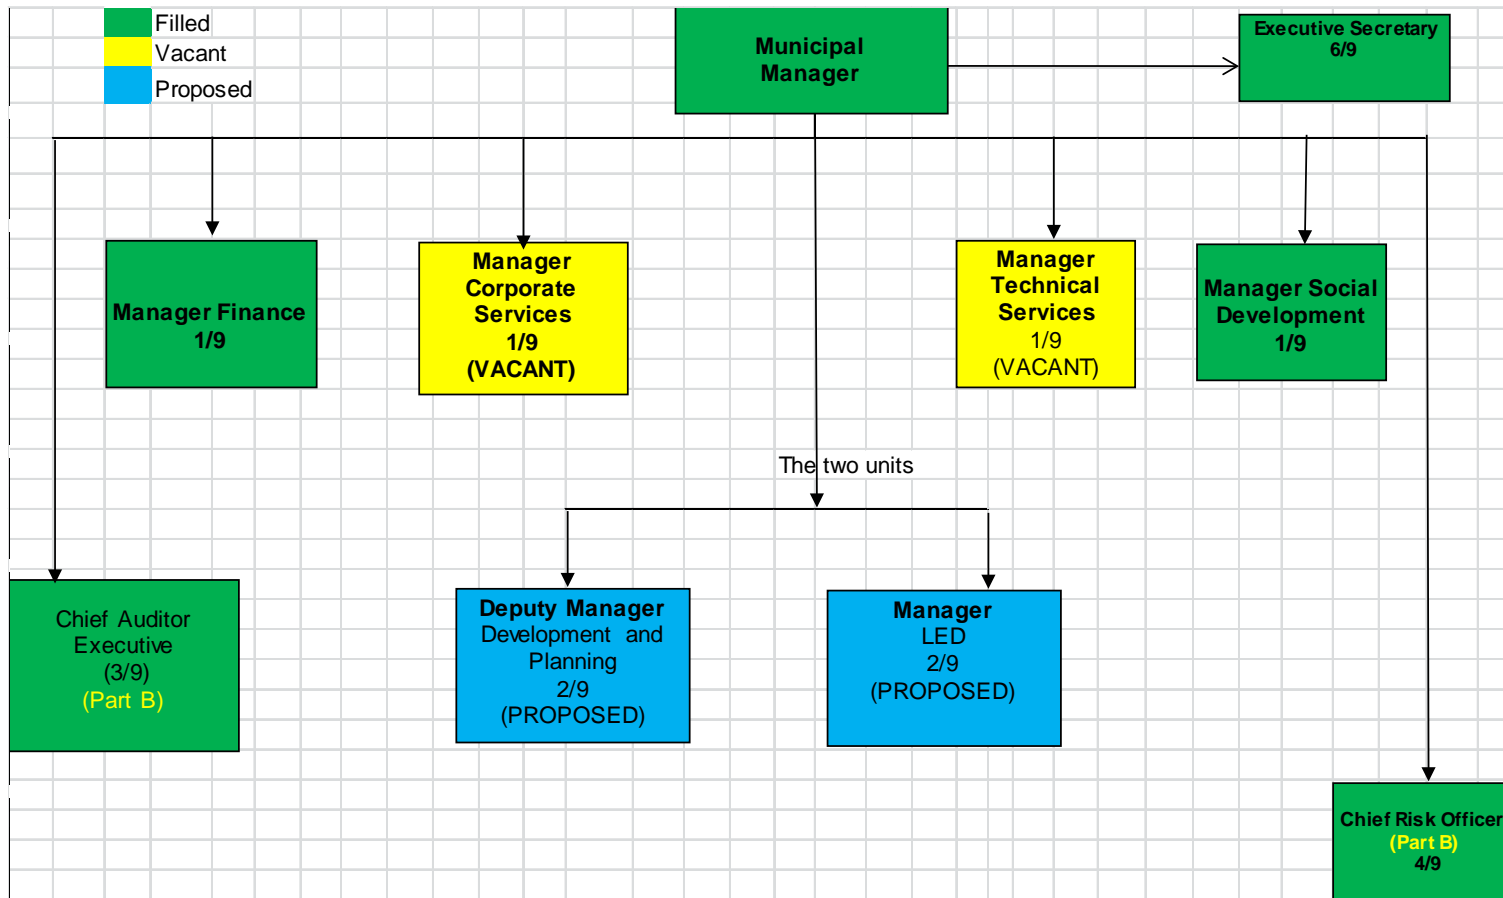 Filled
Vacant
Proposed
Municipal
Manager
Executive Secretary
6/9
Manager Finance
1/9
Manager
Corporate
Services
1/9
(VACANT)
Manager
Technical
Services
1/9
(VACANT)
Manager Social
Development
1/9
The two units
Chief Auditor
Executive
(3/9)
(Part B)
Deputy Manager
Development and
Planning
2/9
(PROPOSED)
Manager
LED
2/9
(PROPOSED)
Chief Risk Officer
(Part B)
4/9